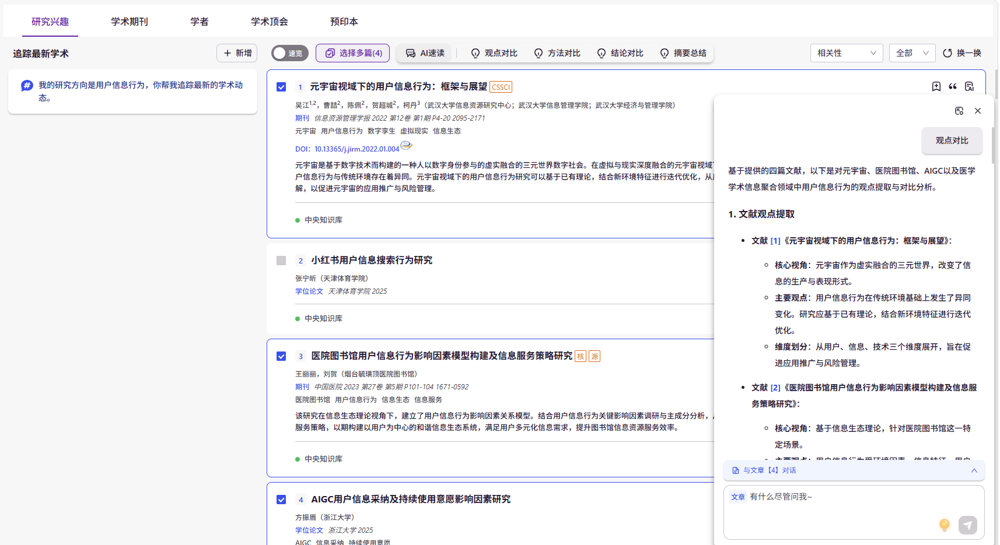 研究兴趣 学术期刊 学者 学术顶会 预印本
追踪最新学术 新增
我的研究方向是用户信息行为，你帮我追踪最新的学术动
态。
速览 选择多篇(4) AI速读 观点对比 方法对比 结论对比 摘要总结 相关性 全部 换一换
1 元宇宙视域下的用户信息行为：框架与展望 CSSCI
吴江1,2，曹喆2，陈佩2，贺超城2，柯丹3（武汉大学信息资源研究中心；武汉大学信息管理学院；武汉大学经济与管理学院）
期刊 信息资源管理学报 2022 第12卷 第1期 P4-20 2095-2171
元宇宙 用户信息行为 数字孪生 虚拟现实 信息生态
DOI：10.13365/j.jirm.2022.01.004
元宇宙是基于数字技术而构建的一种人以数字身份参与的虚实融合的三元世界数字社会。在虚拟与现实深度融合的元宇宙视域
户信息行为与传统环境存在着异同。元宇宙视域下的用户信息行为研究可以基于已有理论，结合新环境特征进行迭代优化，从
解，以促进元宇宙的应用推广与风险管理。
中央知识库
2 小红书用户信息搜索行为研究
张宁昕（天津体育学院）
学位论文 天津体育学院 2025
中央知识库
3 医院图书馆用户信息行为影响因素模型构建及信息服务策略研究 核 源
王丽丽，刘贺（烟台毓璜顶医院图书馆）
期刊 中国医院 2023 第27卷 第5期 P101-104 1671-0592
医院图书馆 用户信息行为 信息生态 信息服务
该研究在信息生态理论视角下，建立了用户信息行为影响因素关系模型。结合用户信息行为关键影响因素调研与主成分分析，
服务策略，以期构建以用户为中心的和谐信息生态系统，满足用户多元化信息需求，提升图书馆信息资源服务效率。
中央知识库
4 AIGC用户信息采纳及持续使用意愿影响因素研究
方振眉（浙江大学）
学位论文 浙江大学 2025
AIGC 信息采纳 持续使用意愿
观点对比
基于提供的四篇文献，以下是对元宇宙、医院图书馆、AIGC以及医学
学术信息聚合领域中用户信息行为的观点提取与对比分析。
1. 文献观点提取
文献 [1]《元宇宙视域下的用户信息行为：框架与展望》：
核心视角：元宇宙作为虚实融合的三元世界，改变了信
息的生产与表现形式。
主要观点：用户信息行为在传统环境基础上发生了异同
变化。研究应基于已有理论，结合新环境特征进行迭代
优化。
维度划分：从用户、信息、技术三个维度展开，旨在促
进应用推广与风险管理。
文献 [2]《医院图书馆用户信息行为影响因素模型构建及信息服
务策略研究》：
核心视角：基于信息生态理论，针对医院图书馆这一特
定场景。
主要观点：用户信息行为受环境因素、信息特征、用户
与文章【4】对话
文章 有什么尽管问我~